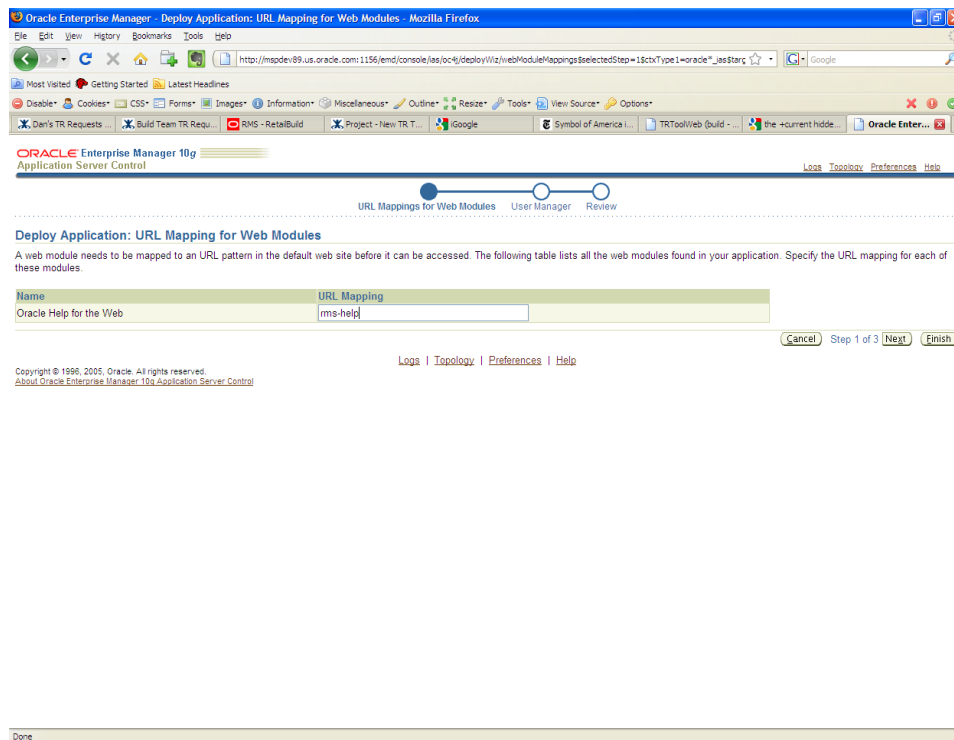 Oracle Enterprise Manager - Deploy Application: URL Mapping for Web Modules - Mozilla Firefox
File Edit View History Bookmarks Tools Help
http://mspdev89.us.oracle.com:1156/emd/console/ias/oc4j/deployWiz/webModuleMappings$selectedStep=1$ctxType1=oracle*_ias$targ
Google
Most Visited Getting Started Latest Headlines
Disable Cookies CSS Forms Images Information Miscellaneous Outline Resize Tools View Source Options
Dan's TR Requests ... Build Team TR Requ... RMS - RetailBuild Project - New TR T... iGoogle Symbol of America i... TRToolWeb (build - ... the +current hidde... Oracle Enter...
ORACLE Enterprise Manager 10g
Application Server Control
Logs Topology Preferences Help
URL Mappings for Web Modules User Manager Review
Deploy Application: URL Mapping for Web Modules
A web module needs to be mapped to an URL pattern in the default web site before it can be accessed. The following table lists all the web modules found in your application. Specify the URL mapping for each of
these modules.
Name URL Mapping
Oracle Help for the Web rms-help
Cancel Step 1 of 3 Next Finish
Logs | Topology | Preferences | Help
Copyright © 1996, 2005, Oracle. All rights reserved.
About Oracle Enterprise Manager 10g Application Server Control
Done